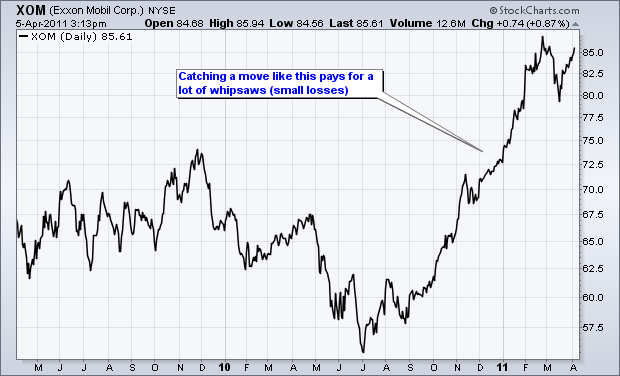 XOM (Exxon Mobil Corp.) NYSE © StockCharts.com
5-Apr-2011 3:13pm Open 84.68 High 85.94 Low 84.56 Last 85.61 Volume 12.6M Chg +0.74 (+0.87%)
XOM (Daily) 85.61
Catching a move like this pays for a
lot of whipsaws (small losses)
85.0
82.5
80.0
77.5
75.0
72.5
70.0
67.5
65.0
62.5
60.0
57.5
M J J A S O N D 10 F M A M J J A S O N D 11 F M A